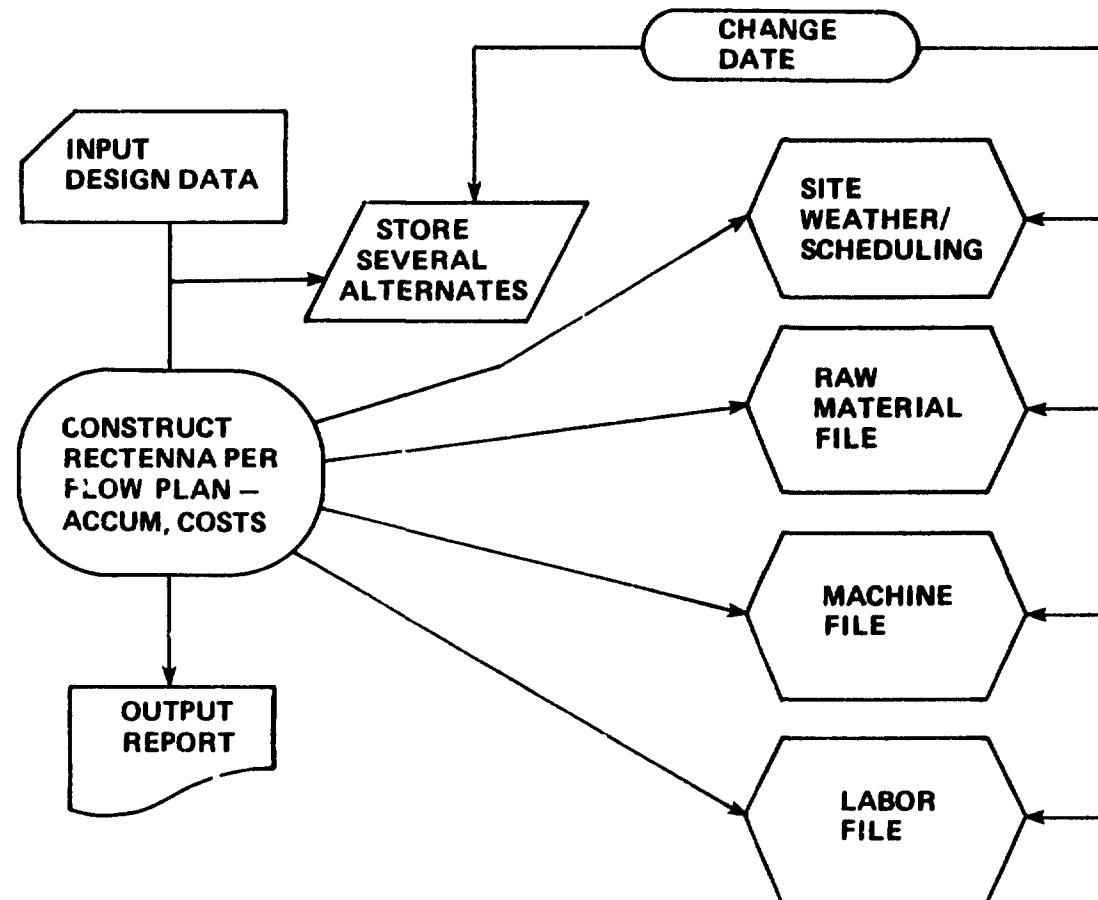 CHANGE
DATE
INPUT
DESIGN DATA
STORE
SEVERAL
ALTERNATES
SITE
WEATHER/
SCHEDULING
RAW
MATERIAL
FILE
CONSTRUCT
RECTENNA PER
FLOW PLAN –
ACCUM, COSTS
MACHINE
FILE
OUTPUT
REPORT
LABOR
FILE